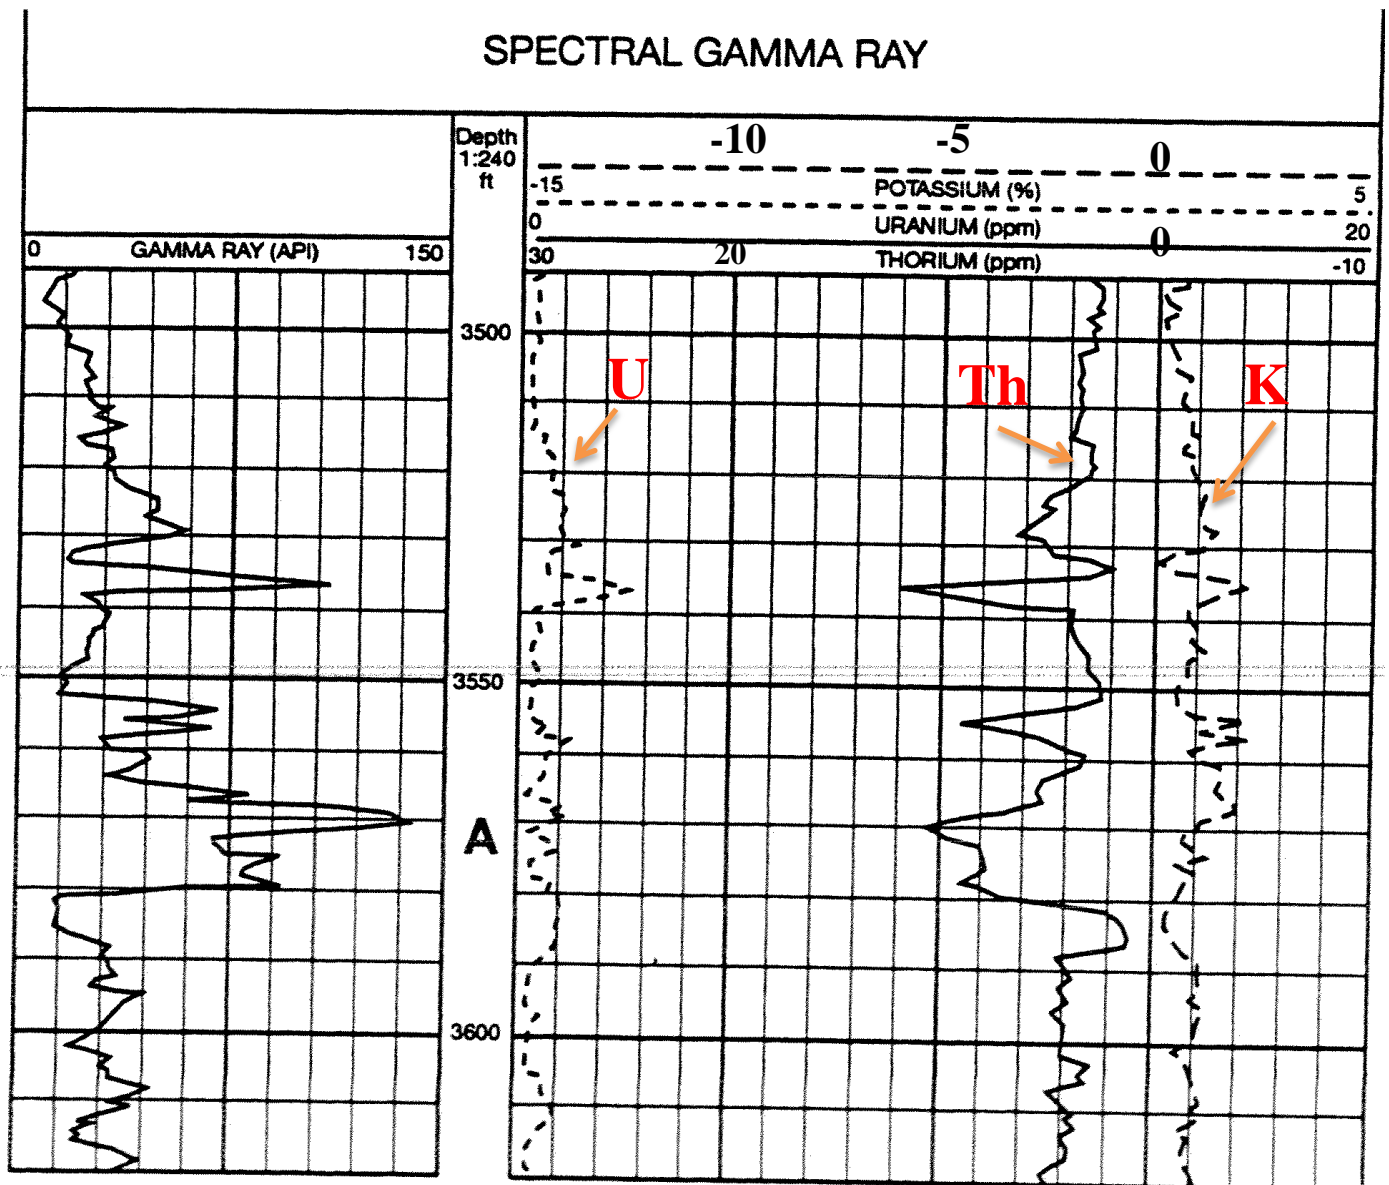 SPECTRAL GAMMA RAY
Depth
1:240
ft
-10 -5 0
-15 POTASSIUM (%) 5
0 URANIUM (ppm) 20
0 GAMMA RAY (API) 150
30 20 THORIUM (ppm) 0 -10
3500
U Th K
3550
A
3600